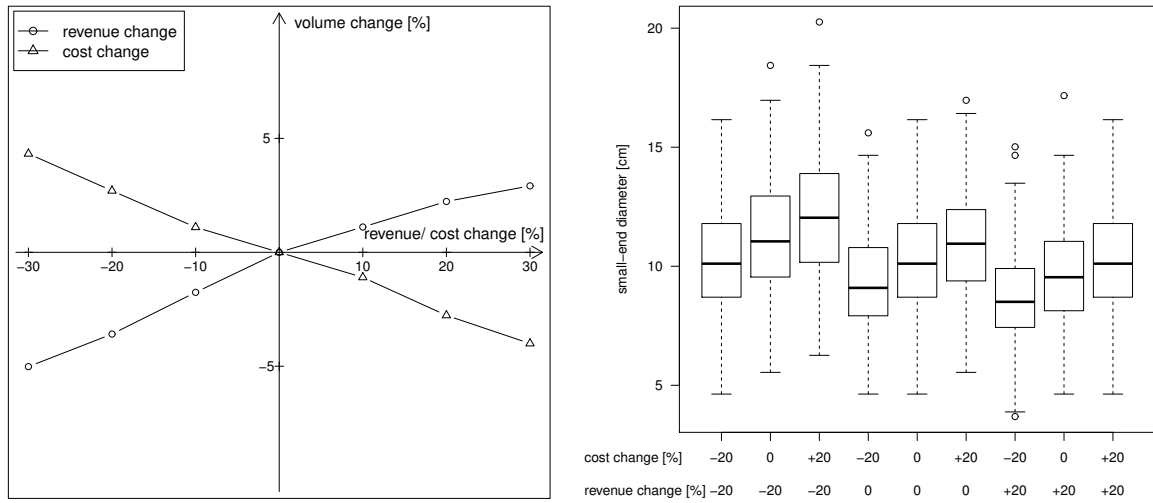 volume change [%]
revenue change
cost change
5
revenue/ cost change [%]
−30 −20 −10 10 20 30
−5
20
15
10
5
small−end diameter [cm]
cost change [%] −20 0 +20 −20 0 +20 −20 0 +20
revenue change [%] −20 −20 −20 0 0 0 +20 +20 +20